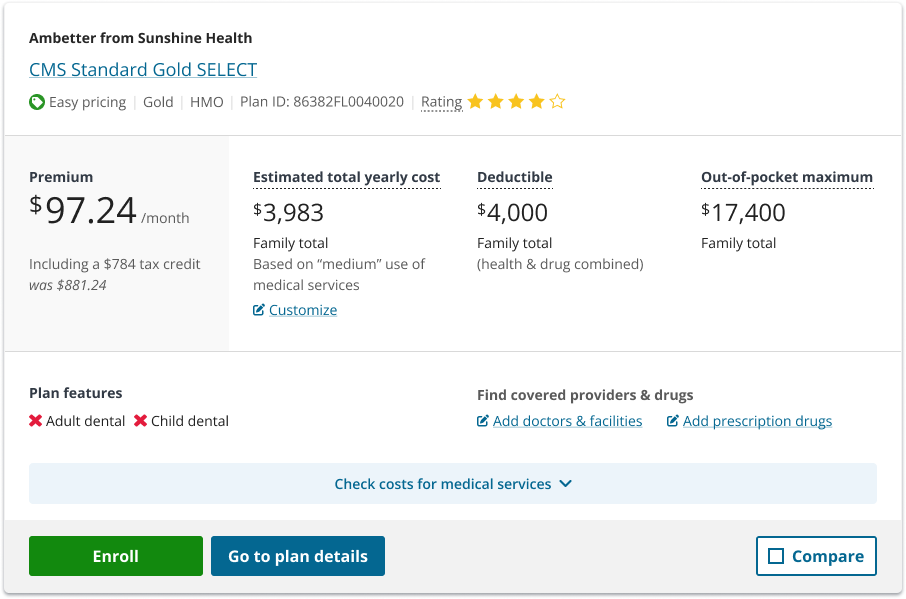 Ambetter from Sunshine Health
CMS Standard Gold SELECT
Easy pricing | Gold | HMO | Plan ID: 86382FL0040020 | Rating
Premium
$97.24 /month
Including a $784 tax credit
was $881.24
Estimated total yearly cost
$3,983
Family total
Based on “medium” use of
medical services
Customize
Deductible
$4,000
Family total
(health & drug combined)
Out-of-pocket maximum
$17,400
Family total
Plan features
Adult dental Child dental
Find covered providers & drugs
Add doctors & facilities Add prescription drugs
Check costs for medical services
Enroll
Go to plan details
Compare